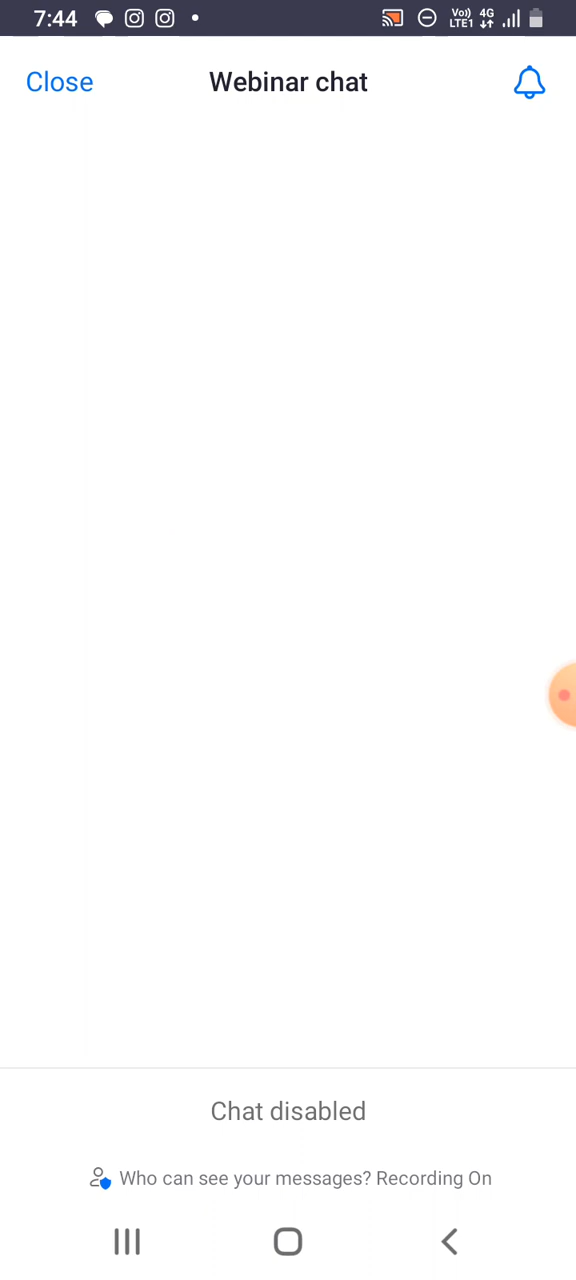 7:44 Vo) 4G
LTE1
Close Webinar chat
Chat disabled
Who can see your messages? Recording On